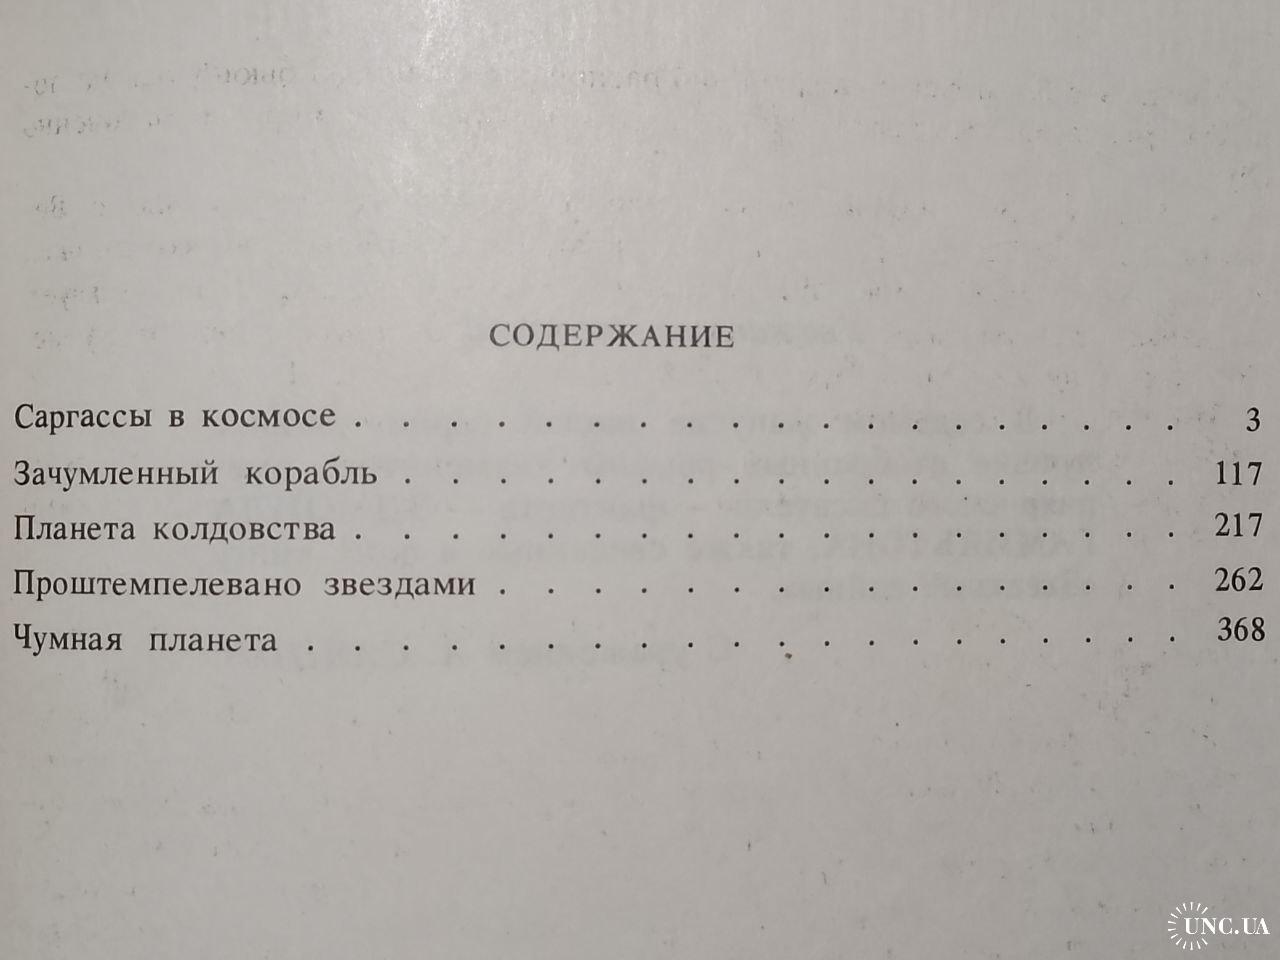 СОДЕРЖАНИЕ
Саргассы в космосе . . . . . . . . . . . . . . . . . . 3
Зачумленный корабль . . . . . . . . . . . . . . . . . 117
Планета колдовства . . . . . . . . . . . . . . . . . . 217
Проштемпелевано звездами . . . . . . . . . . . . . . . 262
Чумная планета . . . . . . . . . . . . . . . . . . . 368
UNC.UA